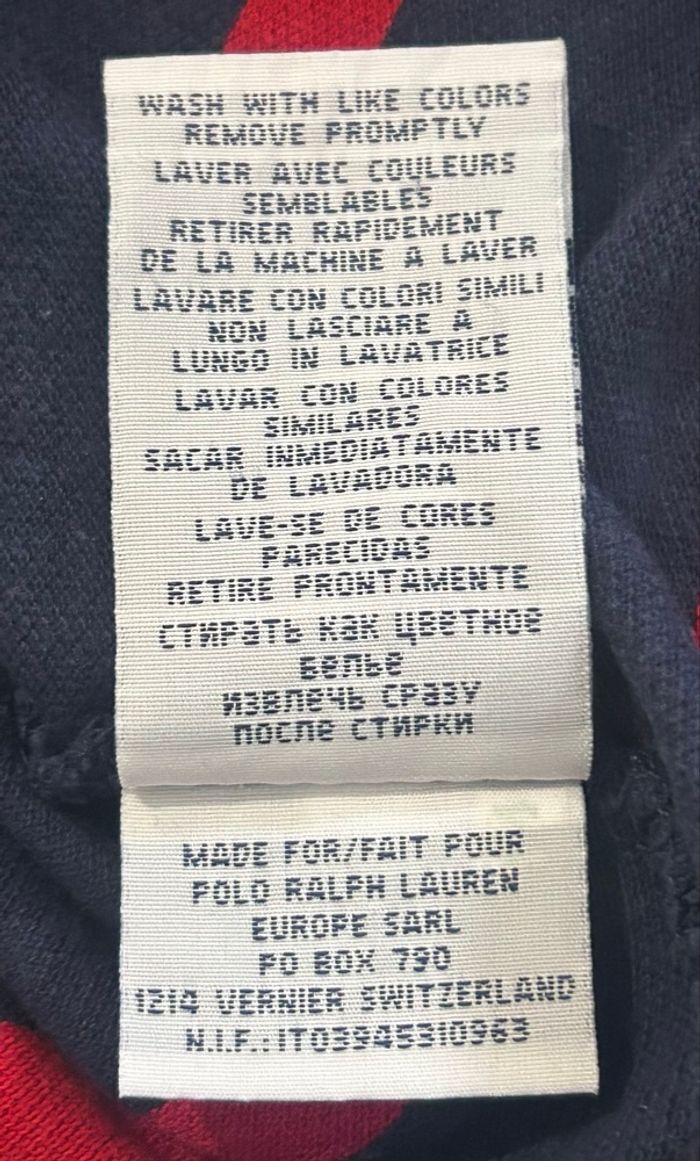 WASH WITH LIKE COLORS
REMOVE PROMPTLY
LAVER AVEC COULEURS
SEMBLABLES
RETIRER RAPIDEMENT
DE LA MACHINE A LAVER
LAVARE CON COLORI SIMILI
NON LASCIARE A
LUNGO IN LAVATRICE
LAVAR CON COLORES
SIMILARES
SACAR INMEDIATAMENTE
DE LAVADORA
LAVE-SE DE CORES
PARECIDAS
RETIRE PRONTAMENTE
СТИРАТЬ КАК ЦВЕТНОЕ
БЕЛЬЕ
ИЗВЛЕЧЬ СРАЗУ
ПОСЛЕ СТИРКИ
MADE FOR/FAIT POUR
POLO RALPH LAUREN
EUROPE SARL
PO BOX 790
1214 VERNIER SWITZERLAND
N.I.F.:IT03945310963